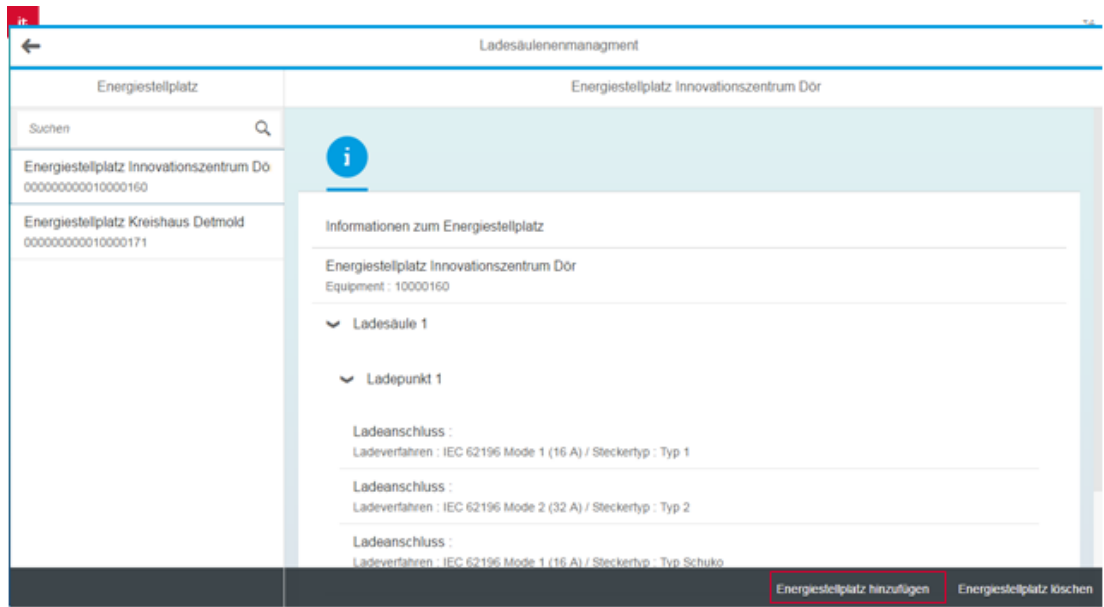 it
Ladesäulenenmanagment
Energiestellplatz
Energiestellplatz Innovationszentrum Dör
Suchen
Energiestellplatz Innovationszentrum Dö
000000000010000160
Energiestellplatz Kreishaus Detmold
000000000010000171
i
Informationen zum Energiestellplatz
Energiestellplatz Innovationszentrum Dör
Equipment : 10000160
Ladesäule 1
Ladepunkt 1
Ladeanschluss :
Ladeverfahren : IEC 62196 Mode 1 (16 A) / Steckertyp : Typ 1
Ladeanschluss :
Ladeverfahren : IEC 62196 Mode 2 (32 A) / Steckertyp : Typ 2
Ladeanschluss :
Ladeverfahren : IEC 62196 Mode 1 (16 A) / Steckertyp : Typ Schuko
Energiestellplatz hinzufügen
Energiestellplatz löschen